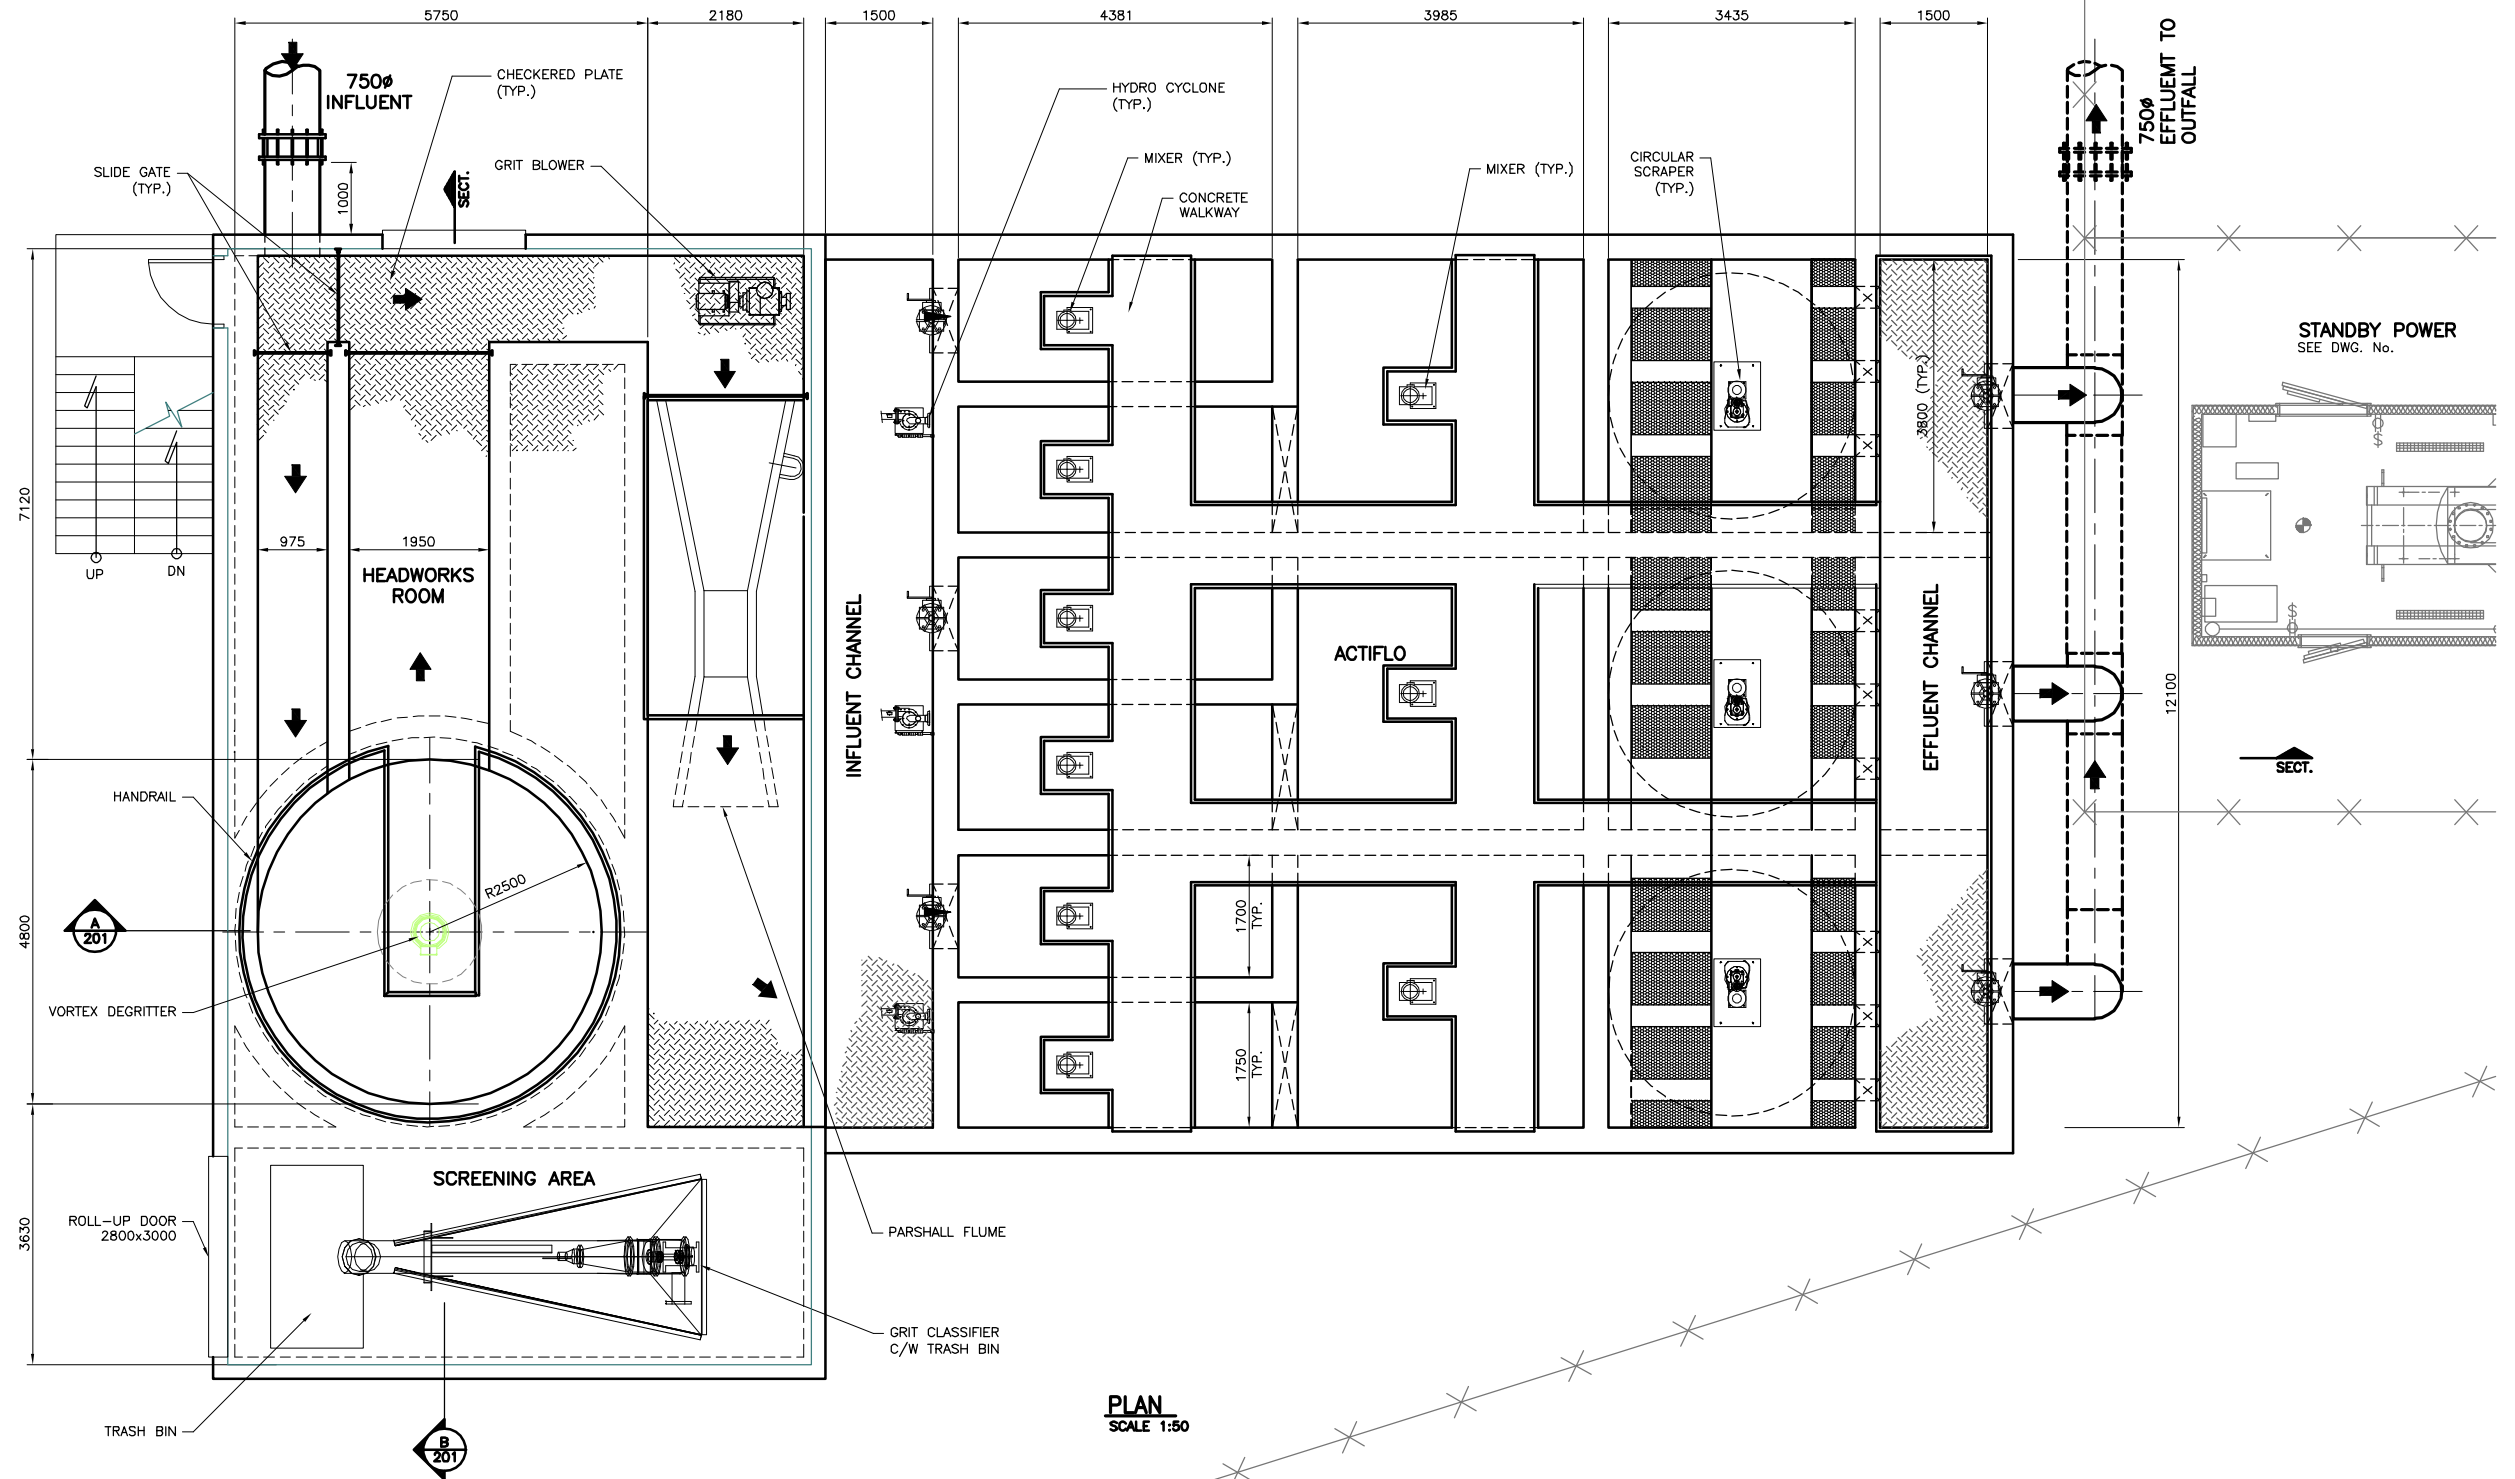 5750
2180
1500
4381
3985
3435
1500
750ø
INFLUENT
CHECKERED PLATE
(TYP.)
HYDRO CYCLONE
(TYP.)
750ø
EFFLUEMT TO
OUTFALL
SLIDE GATE
(TYP.)
1000
SECT.
GRIT BLOWER
MIXER (TYP.)
CONCRETE
WALKWAY
MIXER (TYP.)
CIRCULAR
SCRAPER
(TYP.)
STANDBY POWER
SEE DWG. No.
3800 (TYP.)
7120
975
1950
UP
DN
HEADWORKS
ROOM
INFLUENT CHANNEL
ACTIFLO
EFFLUENT CHANNEL
12100
$
$
SECT.
HANDRAIL
R2500
4800
A
201
1700
TYP.
VORTEX DEGRITTER
1750
TYP.
SCREENING AREA
ROLL-UP DOOR
2800x3000
3630
PARSHALL FLUME
GRIT CLASSIFIER
C/W TRASH BIN
TRASH BIN
B
201
PLAN
SCALE 1:50